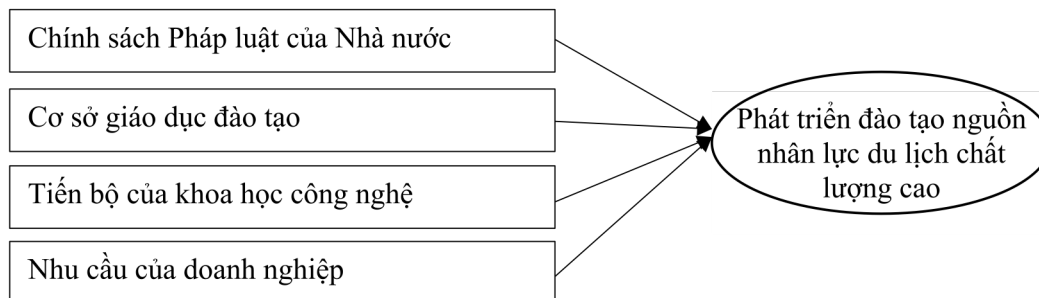 Chính sách Pháp luật của Nhà nước
Cơ sở giáo dục đào tạo
Tiến bộ của khoa học công nghệ
Nhu cầu của doanh nghiệp
Phát triển đào tạo nguồn
nhân lực du lịch chất
lượng cao